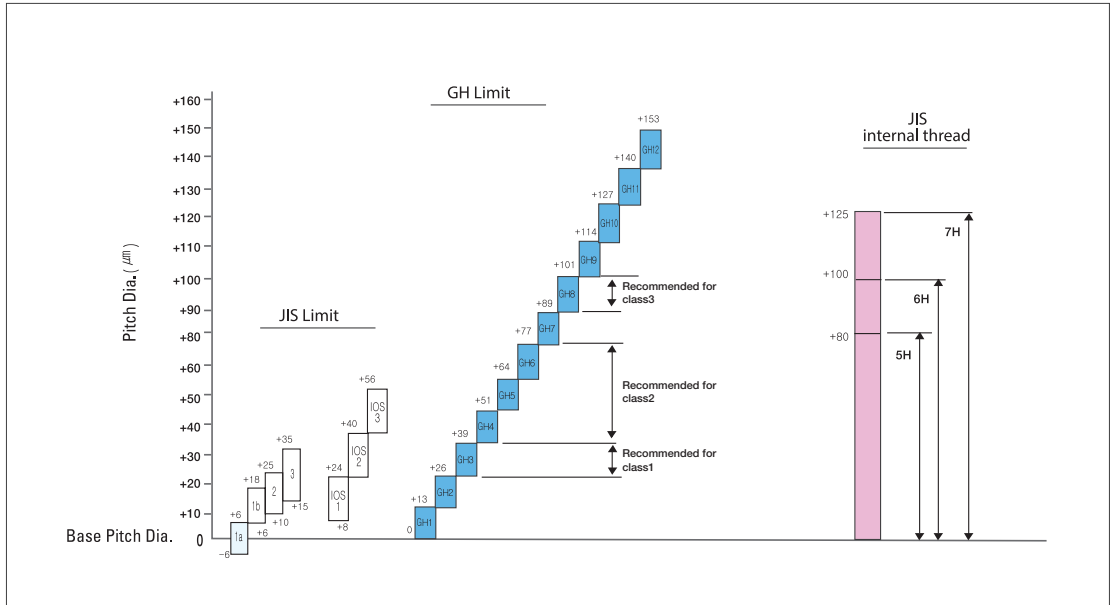 GH Limit
JIS
internal thread
JIS Limit
Pitch Dia. (μm)
+160
+150
+140
+130
+120
+110
+100
+90
+80
+60
+50
+40
+30
+20
+10
0
Base Pitch Dia.
−6
+6
1a
+18
1b
+6
+25
2
+10
+35
3
+15
+24
IOS
1
+8
+40
IOS
2
+56
IOS
3
0
+13
GH1
+26
GH2
+39
GH3
+51
GH4
+64
GH5
+77
GH6
+89
GH7
+101
GH8
+114
GH9
+127
GH10
+140
GH11
+153
GH12
Recommended for
class3
Recommended for
class2
Recommended for
class1
+125
+100
+80
7H
6H
5H